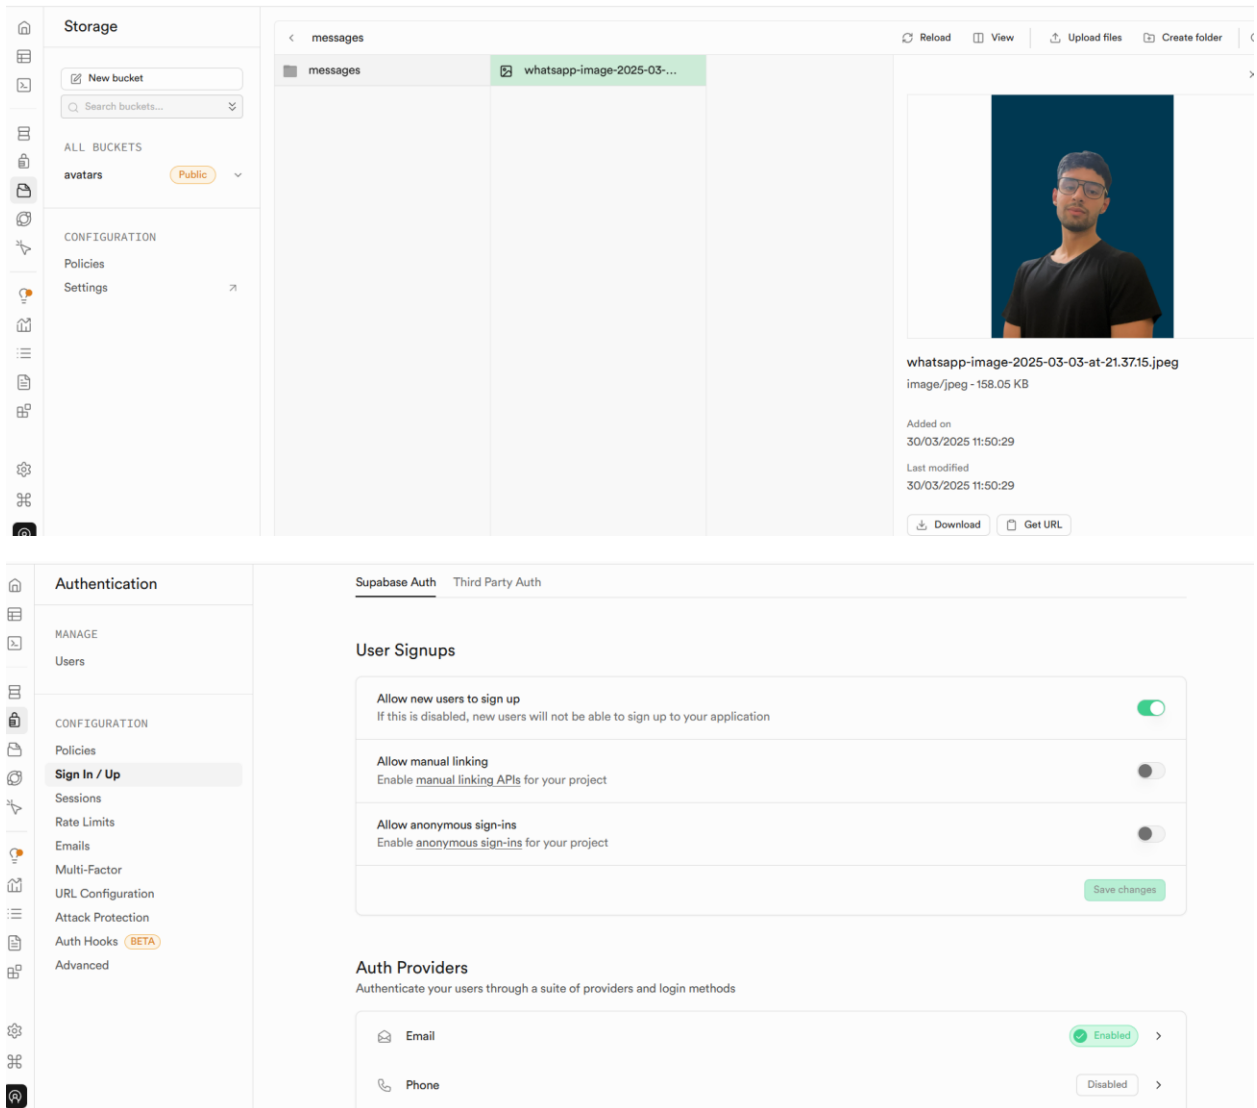 Storage
New bucket
Search buckets...
ALL BUCKETS
avatars Public
CONFIGURATION
Policies
Settings
messages
Reload View Upload files Create folder
messages whatsapp-image-2025-03-...
whatsapp-image-2025-03-03-at-21.37.15.jpeg
image/jpeg - 158.05 KB
Added on
30/03/2025 11:50:29
Last modified
30/03/2025 11:50:29
Download Get URL
Authentication
MANAGE
Users
CONFIGURATION
Policies
Sign In / Up
Sessions
Rate Limits
Emails
Multi-Factor
URL Configuration
Attack Protection
Auth Hooks BETA
Advanced
Supabase Auth Third Party Auth
User Signups
Allow new users to sign up
If this is disabled, new users will not be able to sign up to your application
Allow manual linking
Enable manual linking APIs for your project
Allow anonymous sign-ins
Enable anonymous sign-ins for your project
Save changes
Auth Providers
Authenticate your users through a suite of providers and login methods
Email Enabled
Phone Disabled